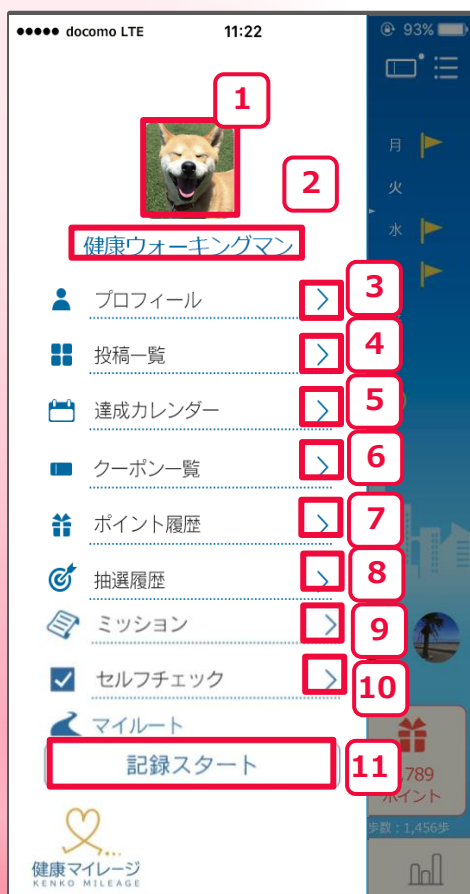 docomo LTE 11:22 93%
1
2
健康ウォーキングマン
プロフィール 3
投稿一覧 4
達成カレンダー 5
クーポン一覧 6
ポイント履歴 7
抽選履歴 8
ミッション 9
セルフチェック 10
マイルート
記録スタート 11
健康マイレージ
KENKO MILEAGE
月
火
水
,789
ポイント
歩数：1,456歩